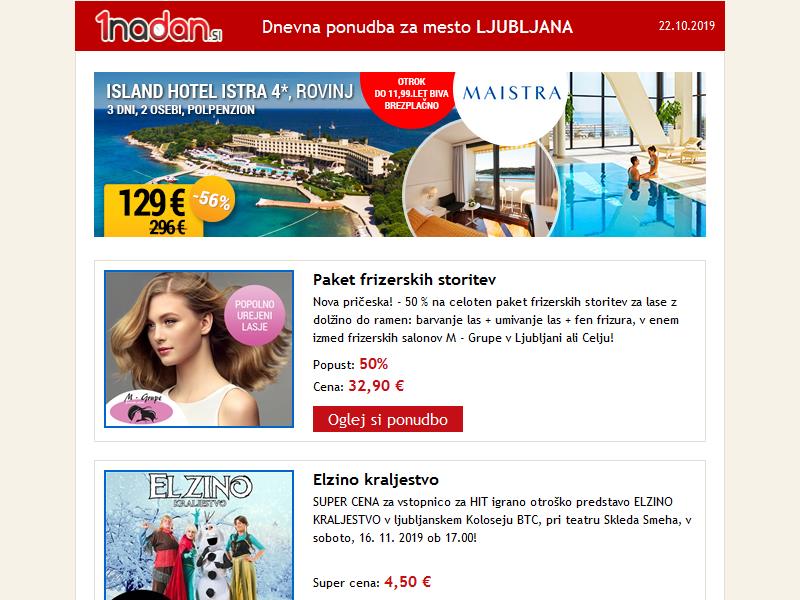 1nadan.si
Dnevna ponudba za mesto LJUBLJANA
22.10.2019
ISLAND HOTEL ISTRA 4*, ROVINJ
3 DNI, 2 OSEBI, POLPENZION
OTROK
DO 11,99.LET BIVA
BREZPLAČNO
MAISTRA
129 €
-56%
296 €
Paket frizerskih storitev
Nova pričeska! - 50 % na celoten paket frizerskih storitev za lase z
dolžino do ramen: barvanje las + umivanje las + fen frizura, v enem
izmed frizerskih salonov M - Grupe v Ljubljani ali Celju!
Popust: 50%
Cena: 32,90 €
Oglej si ponudbo
POPOLNO
UREJENI
LASJE
M - Grupe
Elzino kraljestvo
SUPER CENA za vstopnico za HIT igrano otroško predstavo ELZINO
KRALJESTVO v ljubljanskem Koloseju BTC, pri teatru Skleda Smeha, v
soboto, 16. 11. 2019 ob 17.00!
Super cena: 4,50 €
ELZINO
KRALJESTVO